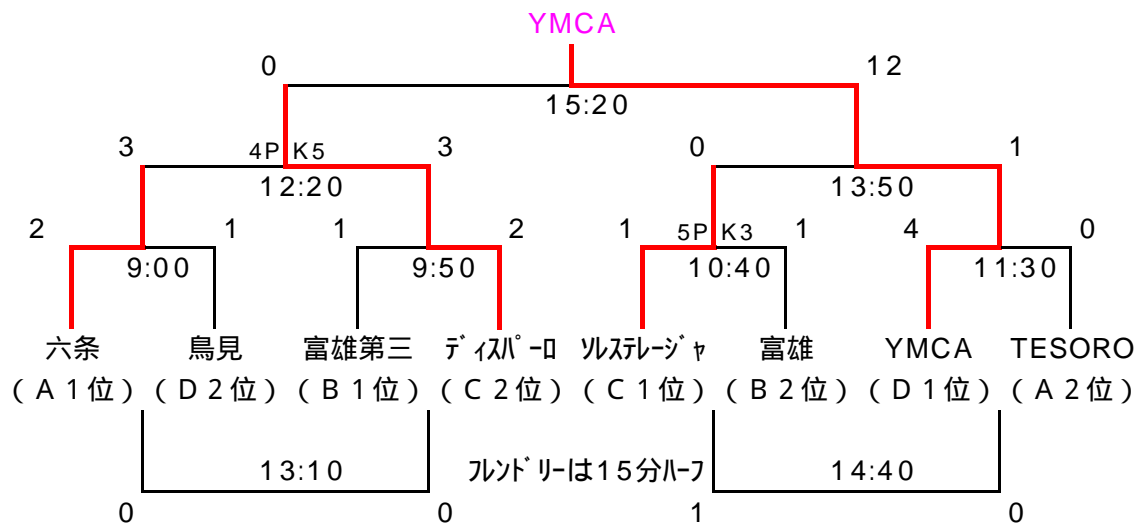 YMCA
0 12
15:20
3 4PK5 3 0 1
12:20 13:50
2 1 1 2 1 5PK3 1 4 0
9:00 9:50 10:40 11:30
六条 鳥見 富雄第三 ディスパーロ ソルステレージャ 富雄 YMCA TESORO
(A1位) (D2位) (B1位) (C2位) (C1位) (B2位) (D1位) (A2位)
13:10 フレンドリーは15分ハーフ 14:40
0 0 1 0